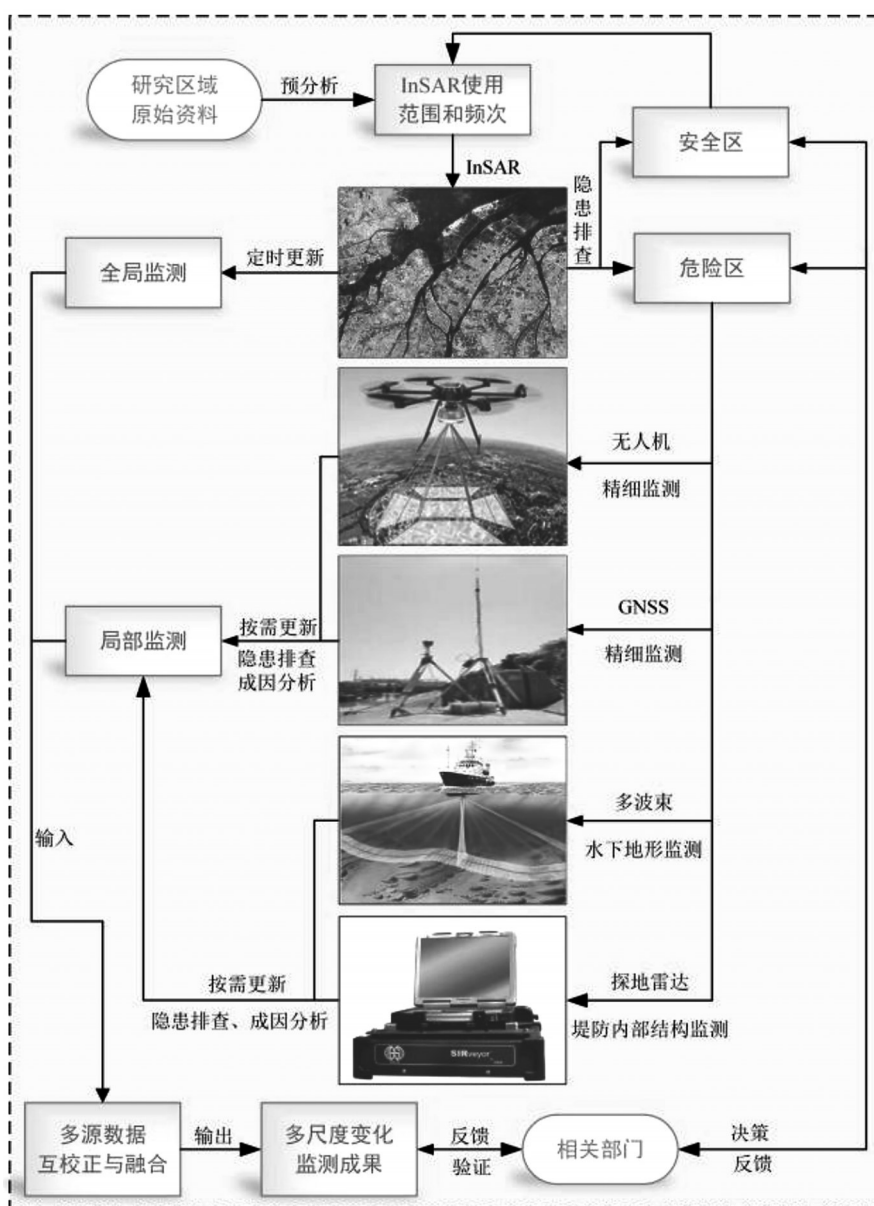 研究区域
原始资料
预分析
InSAR使用
范围和频次
InSAR
安全区
隐患排查
全局监测
定时更新
危险区
无人机
精细监测
GNSS
精细监测
局部监测
按需更新
隐患排查
成因分析
多波束
水下地形监测
输入
按需更新
隐患排查、成因分析
探地雷达
堤防内部结构监测
SIRveyor
多源数据
互校正与融合
输出
多尺度变化
监测成果
反馈
验证
相关部门
决策
反馈